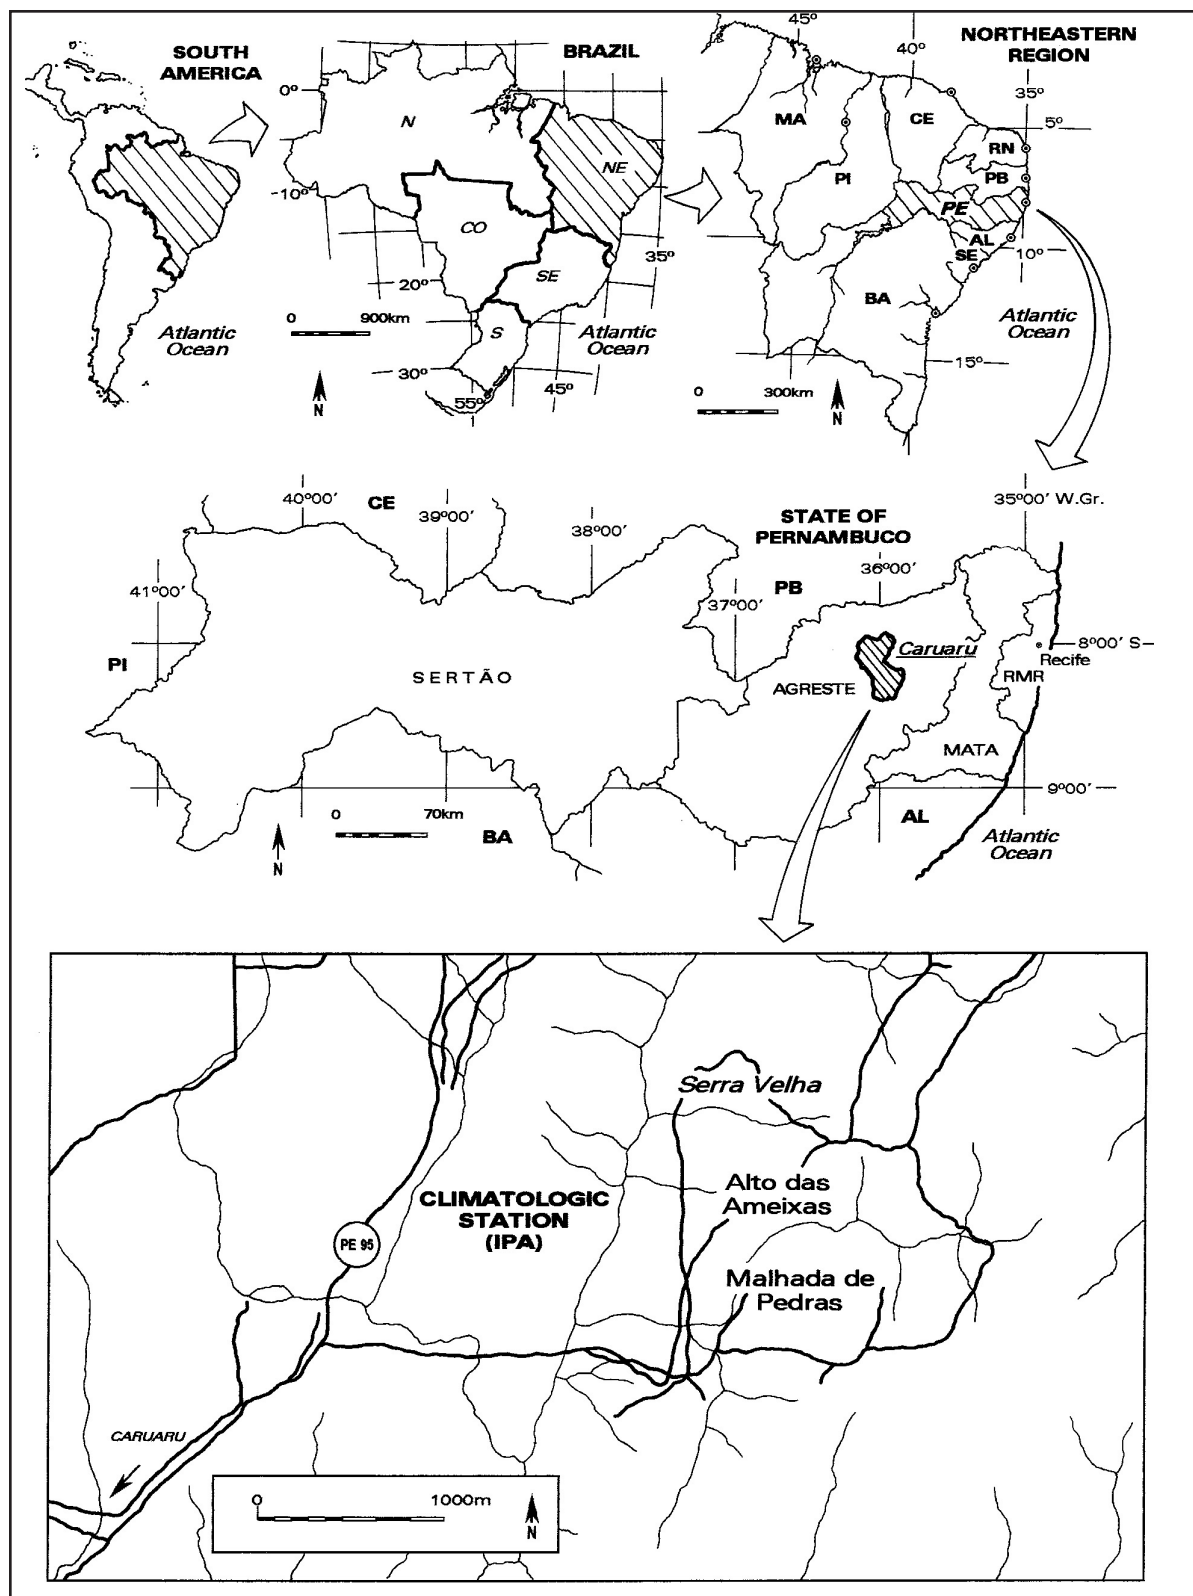 SOUTH
AMERICA
Atlantic
Ocean
N
BRAZIL
0º
10º
20º
30º
55º
45º
35º
N
NE
CO
SE
S
0 900km
Atlantic
Ocean
NORTHEASTERN
REGION
45º
40º
35º
5º
10º
15º
MA
CE
RN
PB
PI
PE
AL
SE
BA
Atlantic
Ocean
0 300km
N
STATE OF
PERNAMBUCO
41º00'
40º00'
39º00'
38º00'
37º00'
36º00'
35º00' W.Gr.
CE
PB
PI
8º00' S
Caruaru
Recife
RMR
SERTÃO
AGRESTE
MATA
9º00'
0 70km
N
BA
AL
Atlantic
Ocean
Serra Velha
Alto das
Ameixas
CLIMATOLOGIC
STATION
(IPA)
PE 95
Malhada de
Pedras
CARUARU
0 1000m
N